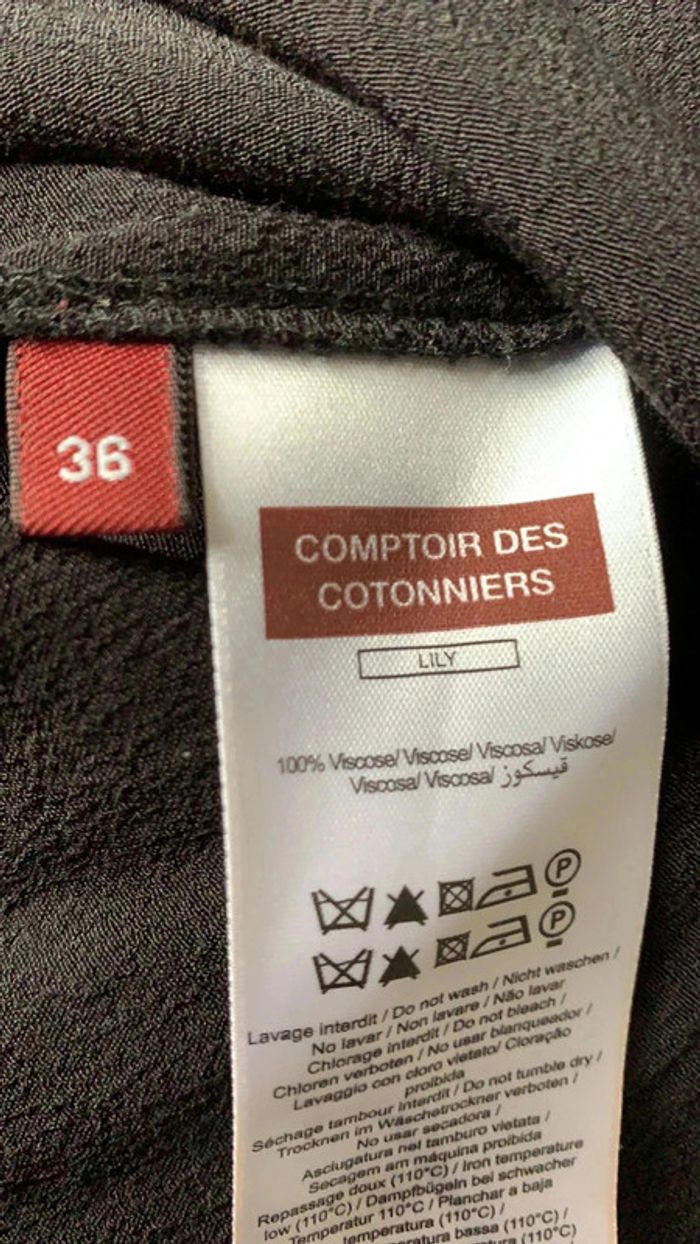 36
COMPTOIR DES
COTONNIERS
LILY
100% Viscose/ Viscose/ Viscosa/ Viskose/
Viscosa/ Viscosa/ ڤيسكوز
P
P
Lavage interdit / Do not wash / Nicht waschen /
No lavar / Non lavare / Não lavar
Chlorage interdit / Do not bleach /
Chloren verboten / No usar blanqueador /
Lavaggio con cloro vietato/ Cloração
proibida
Séchage tambour interdit / Do not tumble dry /
Trocknen im Wäschetrockner verboten /
No usar secadora /
Asciugatura nel tamburo vietata /
Secagem am máquina proibida
Repassage doux (110°C) / Iron temperature
low (110°C) / Dampfbügeln bei schwacher
Temperatur 110°C / Planchar a baja
temperatura (110°C) /
bassa (110°C) /
(110°C)